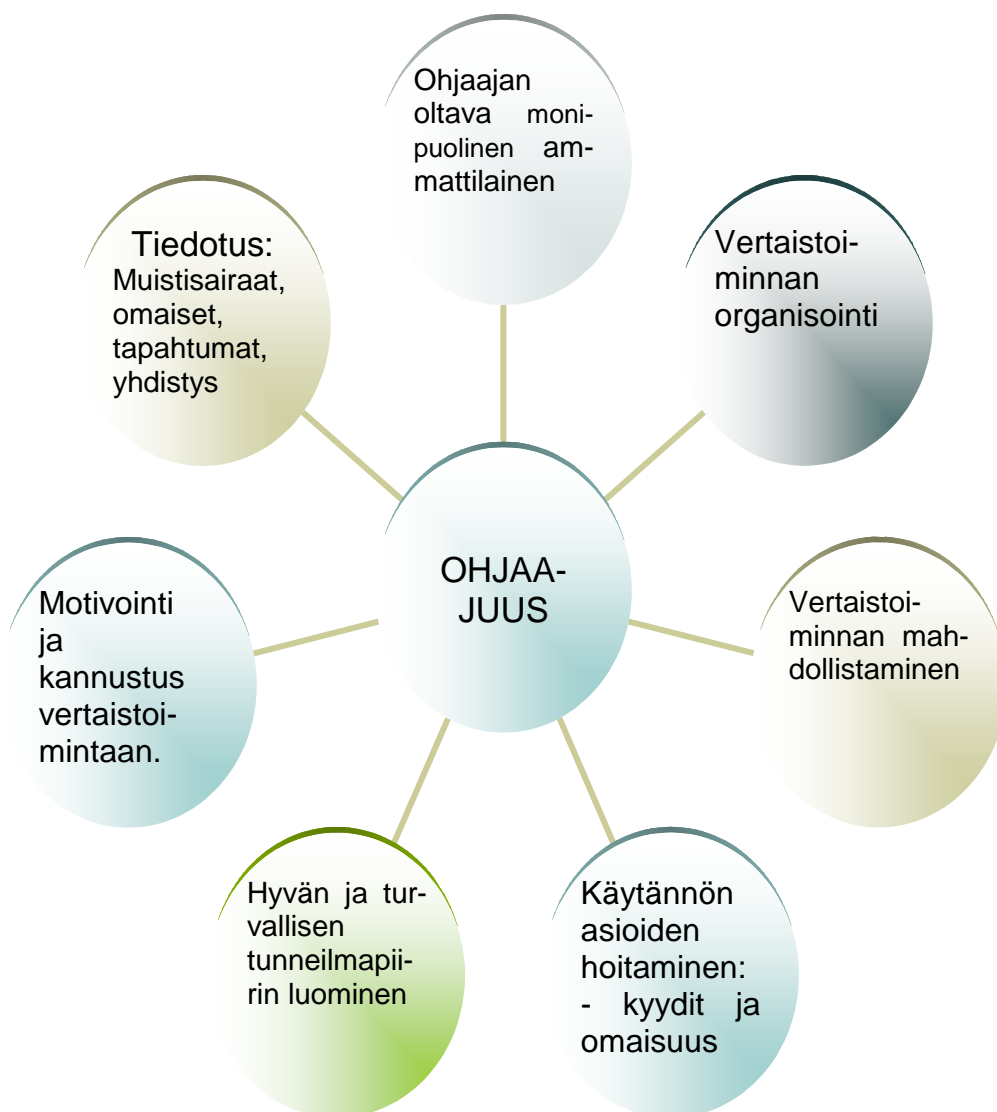 Ohjaajan
oltava moni-
puolinen am-
mattilainen
Vertaistoi-
minnan
organisointi
Vertaistoi-
minnan mah-
dollistaminen
Käytännön
asioiden
hoitaminen:
- kyydit ja
omaisuus
Hyvän ja tur-
vallisen
tunneilmapii-
rin luominen
Motivointi
ja
kannustus
vertaistoi-
mintaan.
Tiedotus:
Muistisairaat,
omaiset,
tapahtumat,
yhdistys
OHJAA-
JUUS